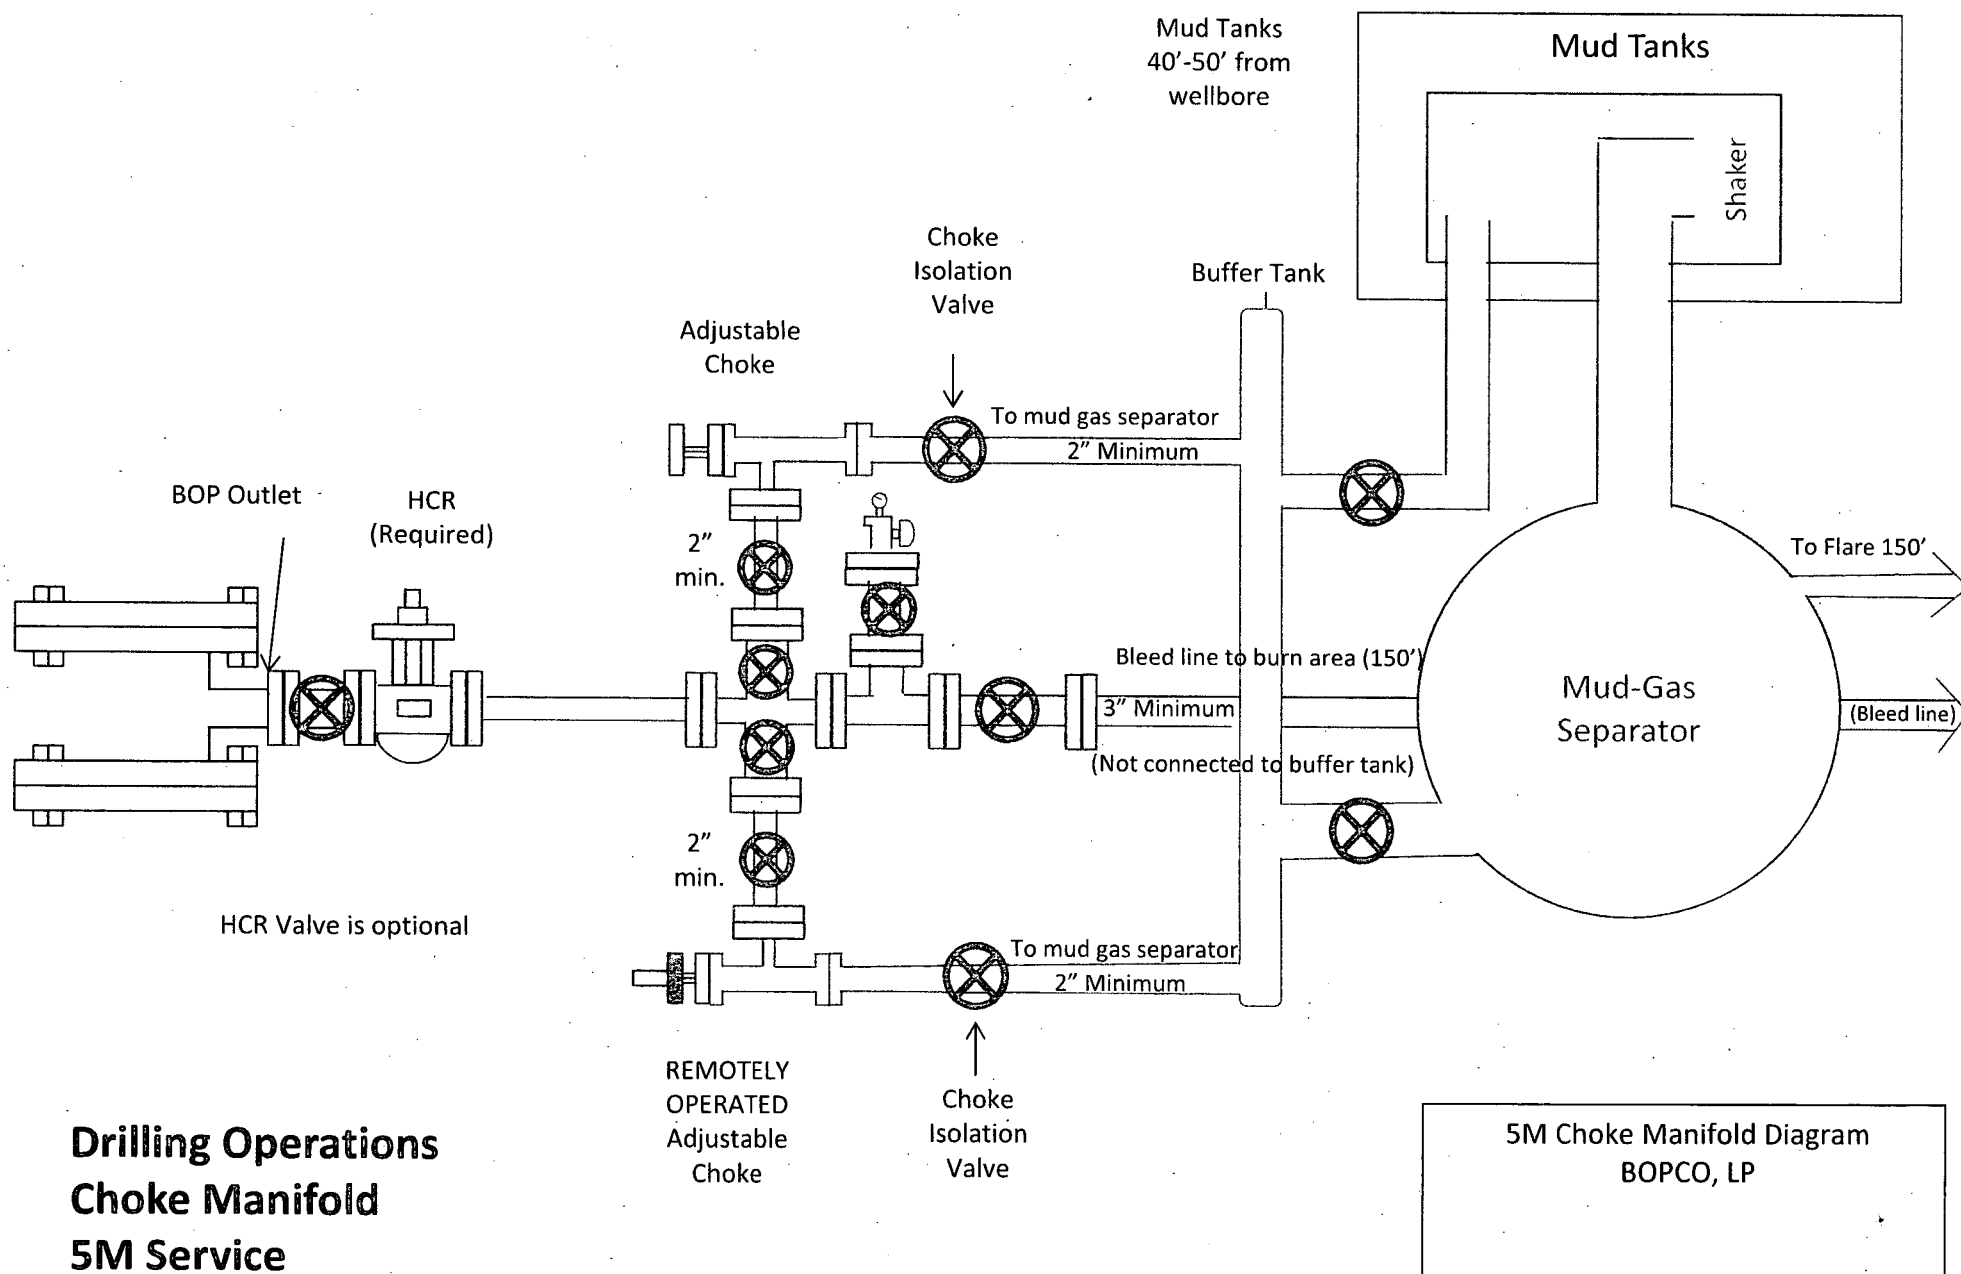 Mud Tanks
40’-50’ from
wellbore
Mud Tanks
Shaker
Choke
Isolation
Valve
Buffer Tank
Adjustable
Choke
To mud gas separator
2” Minimum
BOP Outlet
HCR
(Required)
2”
min.
To Flare 150’
Bleed line to burn area (150’)
3” Minimum
(Not connected to buffer tank)
Mud-Gas
Separator
(Bleed line)
2”
min.
HCR Valve is optional
To mud gas separator
2” Minimum
REMOTELY
OPERATED
Adjustable
Choke
Choke
Isolation
Valve
Drilling Operations
Choke Manifold
5M Service
5M Choke Manifold Diagram
BOPCO, LP